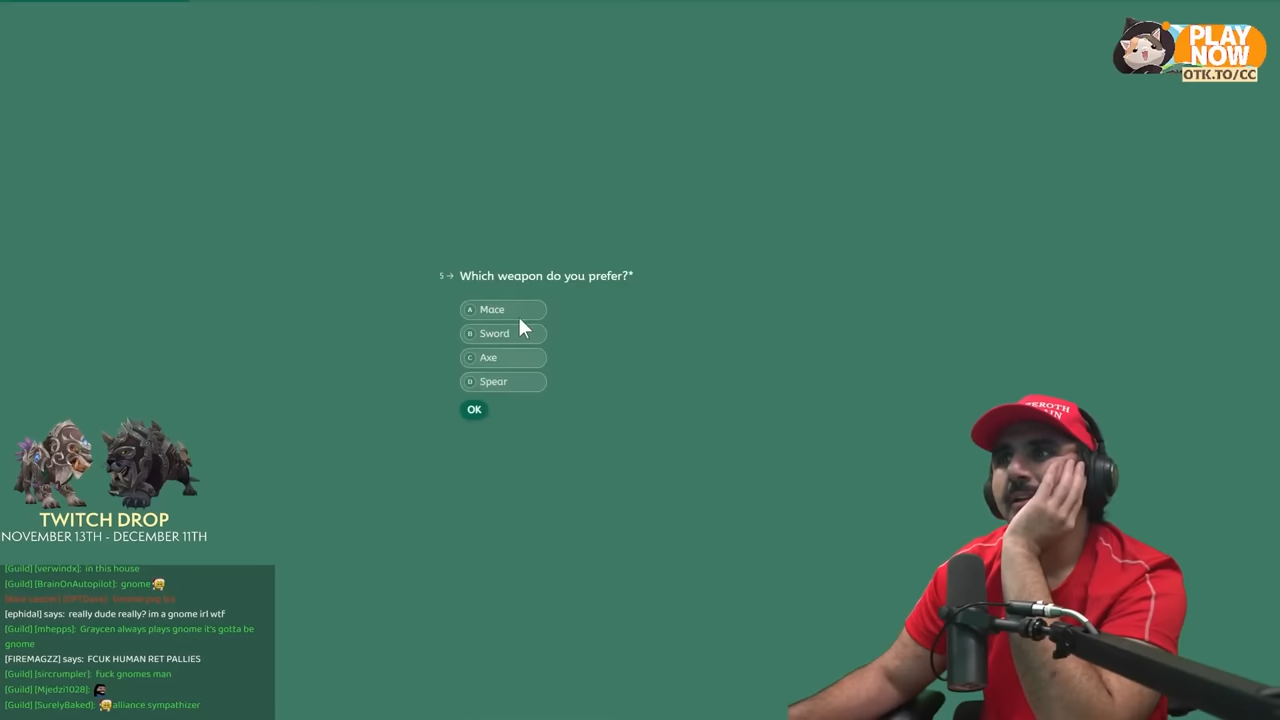 PLAY
NOW
OTK.TO/CC
5 → Which weapon do you prefer?*
A Mace
B Sword
C Axe
D Spear
OK
TWITCH DROP
NOVEMBER 13TH - DECEMBER 11TH
[Guild] [verwindx]: in this house
[Guild] [BrainOnAutopilot]: gnome
[ephidal] says: really dude really? im a gnome irl wtf
[Guild] [mhepps]: Graycen always plays gnome it's gotta be
gnome
[FIREMAGZZ] says: FCUK HUMAN RET PALLIES
[Guild] [sircrumpler]: fuck gnomes man
[Guild] [Mjedzi1028]:
[Guild] [SurelyBaked]: alliance sympathizer